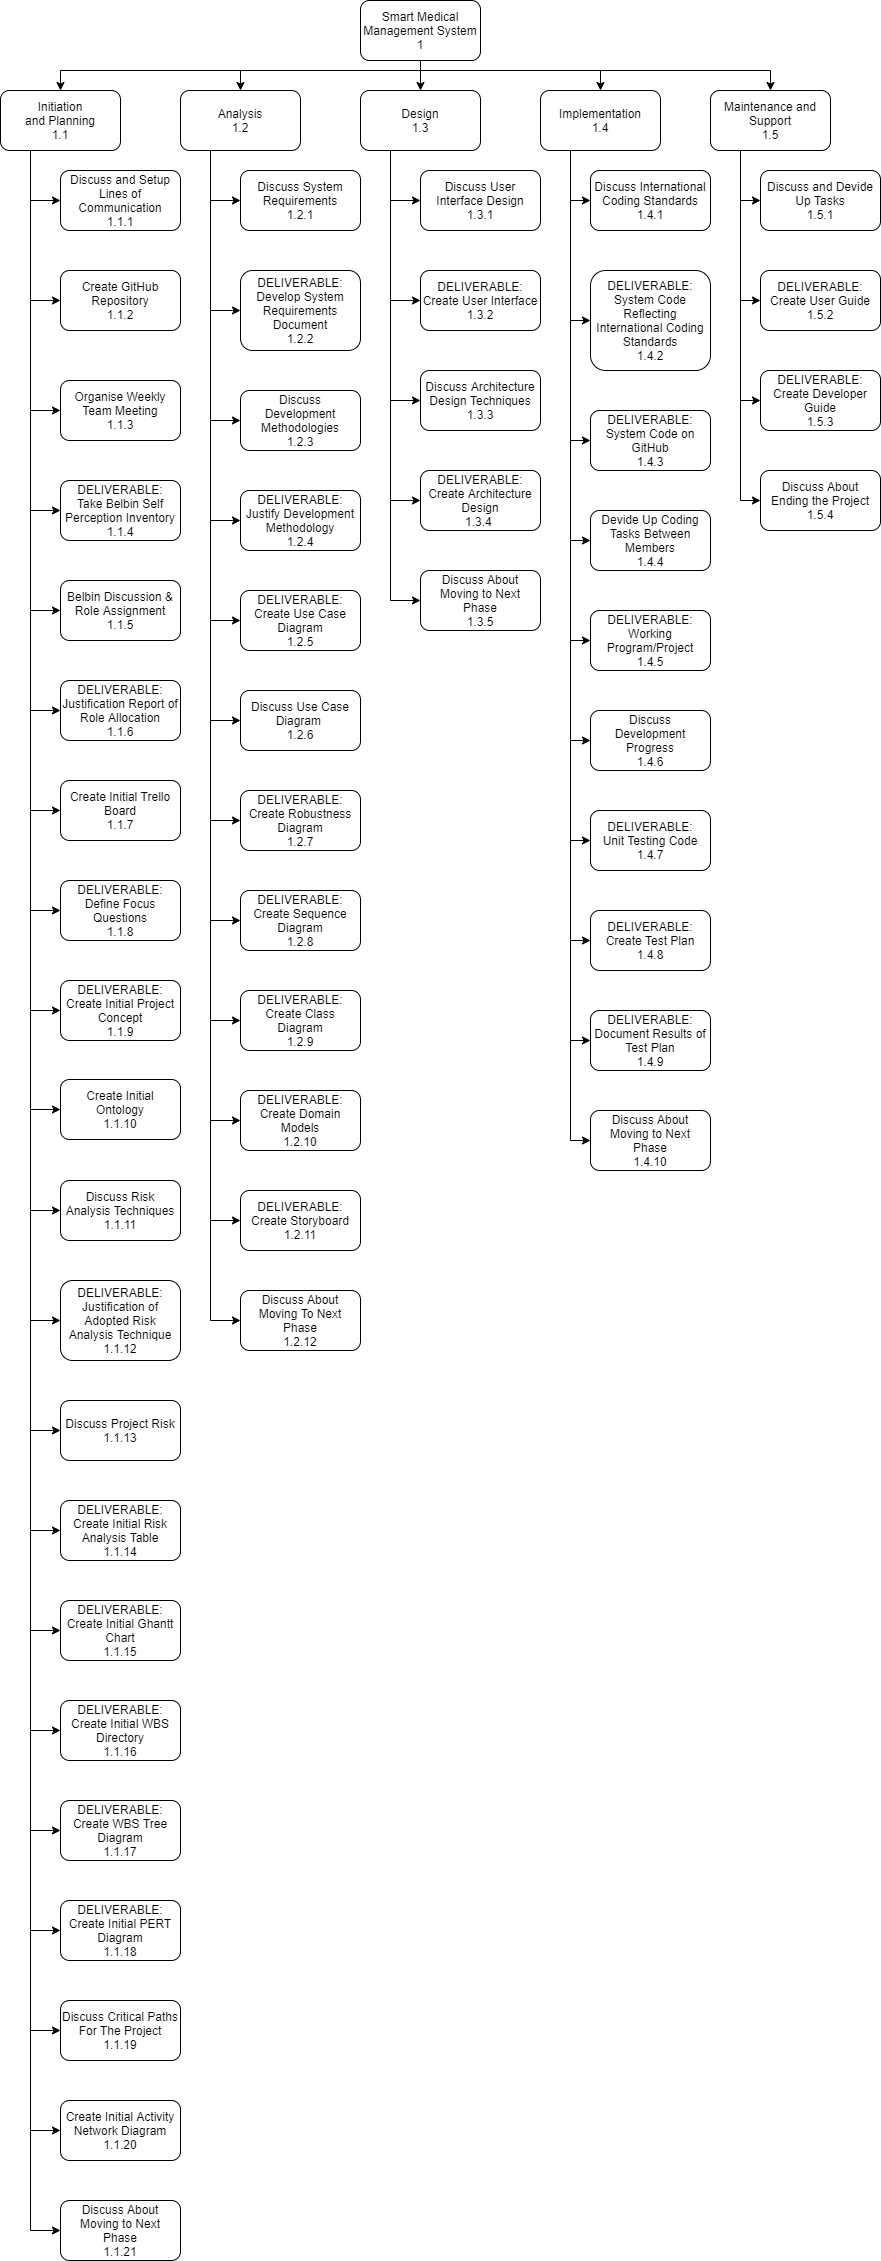 Smart Medical
Management System
1
Initiation
and Planning
1.1
Discuss and Setup
Lines of
Communication
1.1.1
Create GitHub
Repository
1.1.2
Organise Weekly
Team Meeting
1.1.3
DELIVERABLE:
Take Belbin Self
Perception Inventory
1.1.4
Belbin Discussion &
Role Assignment
1.1.5
DELIVERABLE:
Justification Report of
Role Allocation
1.1.6
Create Initial Trello
Board
1.1.7
DELIVERABLE:
Define Focus
Questions
1.1.8
DELIVERABLE:
Create Initial Project
Concept
1.1.9
Create Initial
Ontology
1.1.10
Discuss Risk
Analysis Techniques
1.1.11
DELIVERABLE:
Justification of
Adopted Risk
Analysis Technique
1.1.12
Discuss Project Risk
1.1.13
DELIVERABLE:
Create Initial Risk
Analysis Table
1.1.14
DELIVERABLE:
Create Initial Ghantt
Chart
1.1.15
DELIVERABLE:
Create Initial WBS
Directory
1.1.16
DELIVERABLE:
Create WBS Tree
Diagram
1.1.17
DELIVERABLE:
Create Initial PERT
Diagram
1.1.18
Discuss Critical Paths
For The Project
1.1.19
Create Initial Activity
Network Diagram
1.1.20
Discuss About
Moving to Next
Phase
1.1.21
Analysis
1.2
Discuss System
Requirements
1.2.1
DELIVERABLE:
Develop System
Requirements
Document
1.2.2
Discuss
Development
Methodologies
1.2.3
DELIVERABLE:
Justify Development
Methodology
1.2.4
DELIVERABLE:
Create Use Case
Diagram
1.2.5
Discuss Use Case
Diagram
1.2.6
DELIVERABLE:
Create Robustness
Diagram
1.2.7
DELIVERABLE:
Create Sequence
Diagram
1.2.8
DELIVERABLE:
Create Class
Diagram
1.2.9
DELIVERABLE:
Create Domain
Models
1.2.10
DELIVERABLE:
Create Storyboard
1.2.11
Discuss About
Moving To Next
Phase
1.2.12
Design
1.3
Discuss User
Interface Design
1.3.1
DELIVERABLE:
Create User Interface
1.3.2
Discuss Architecture
Design Techniques
1.3.3
DELIVERABLE:
Create Architecture
Design
1.3.4
Discuss About
Moving to Next
Phase
1.3.5
Implementation
1.4
Discuss International
Coding Standards
1.4.1
DELIVERABLE:
System Code
Reflecting
International Coding
Standards
1.4.2
DELIVERABLE:
System Code on
GitHub
1.4.3
Devide Up Coding
Tasks Between
Members
1.4.4
DELIVERABLE:
Working
Program/Project
1.4.5
Discuss
Development
Progress
1.4.6
DELIVERABLE:
Unit Testing Code
1.4.7
DELIVERABLE:
Create Test Plan
1.4.8
DELIVERABLE:
Document Results of
Test Plan
1.4.9
Discuss About
Moving to Next
Phase
1.4.10
Maintenance and
Support
1.5
Discuss and Devide
Up Tasks
1.5.1
DELIVERABLE:
Create User Guide
1.5.2
DELIVERABLE:
Create Developer
Guide
1.5.3
Discuss About
Ending the Project
1.5.4